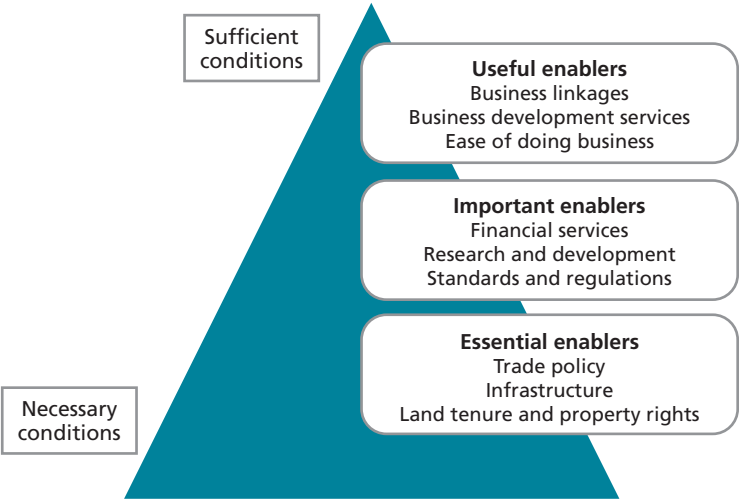 Sufficient
conditions
Useful enablers
Business linkages
Business development services
Ease of doing business
Important enablers
Financial services
Research and development
Standards and regulations
Essential enablers
Trade policy
Infrastructure
Land tenure and property rights
Necessary
conditions